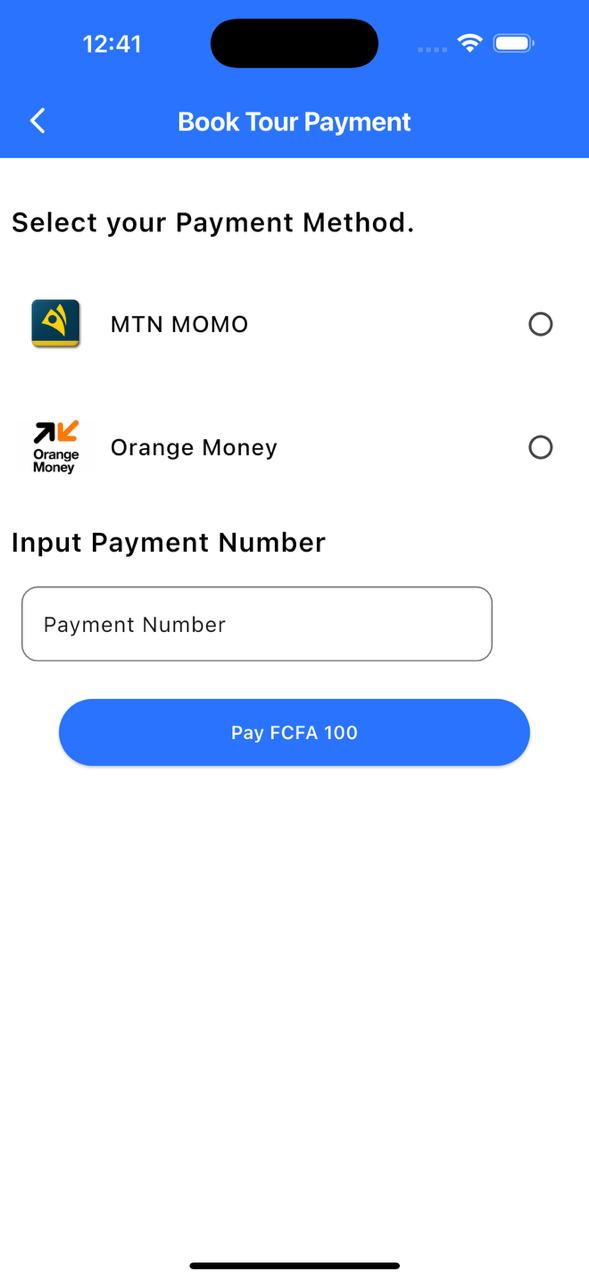 12:41
Book Tour Payment
Select your Payment Method.
MTN MOMO
Orange
Money
Orange Money
Input Payment Number
Payment Number
Pay FCFA 100